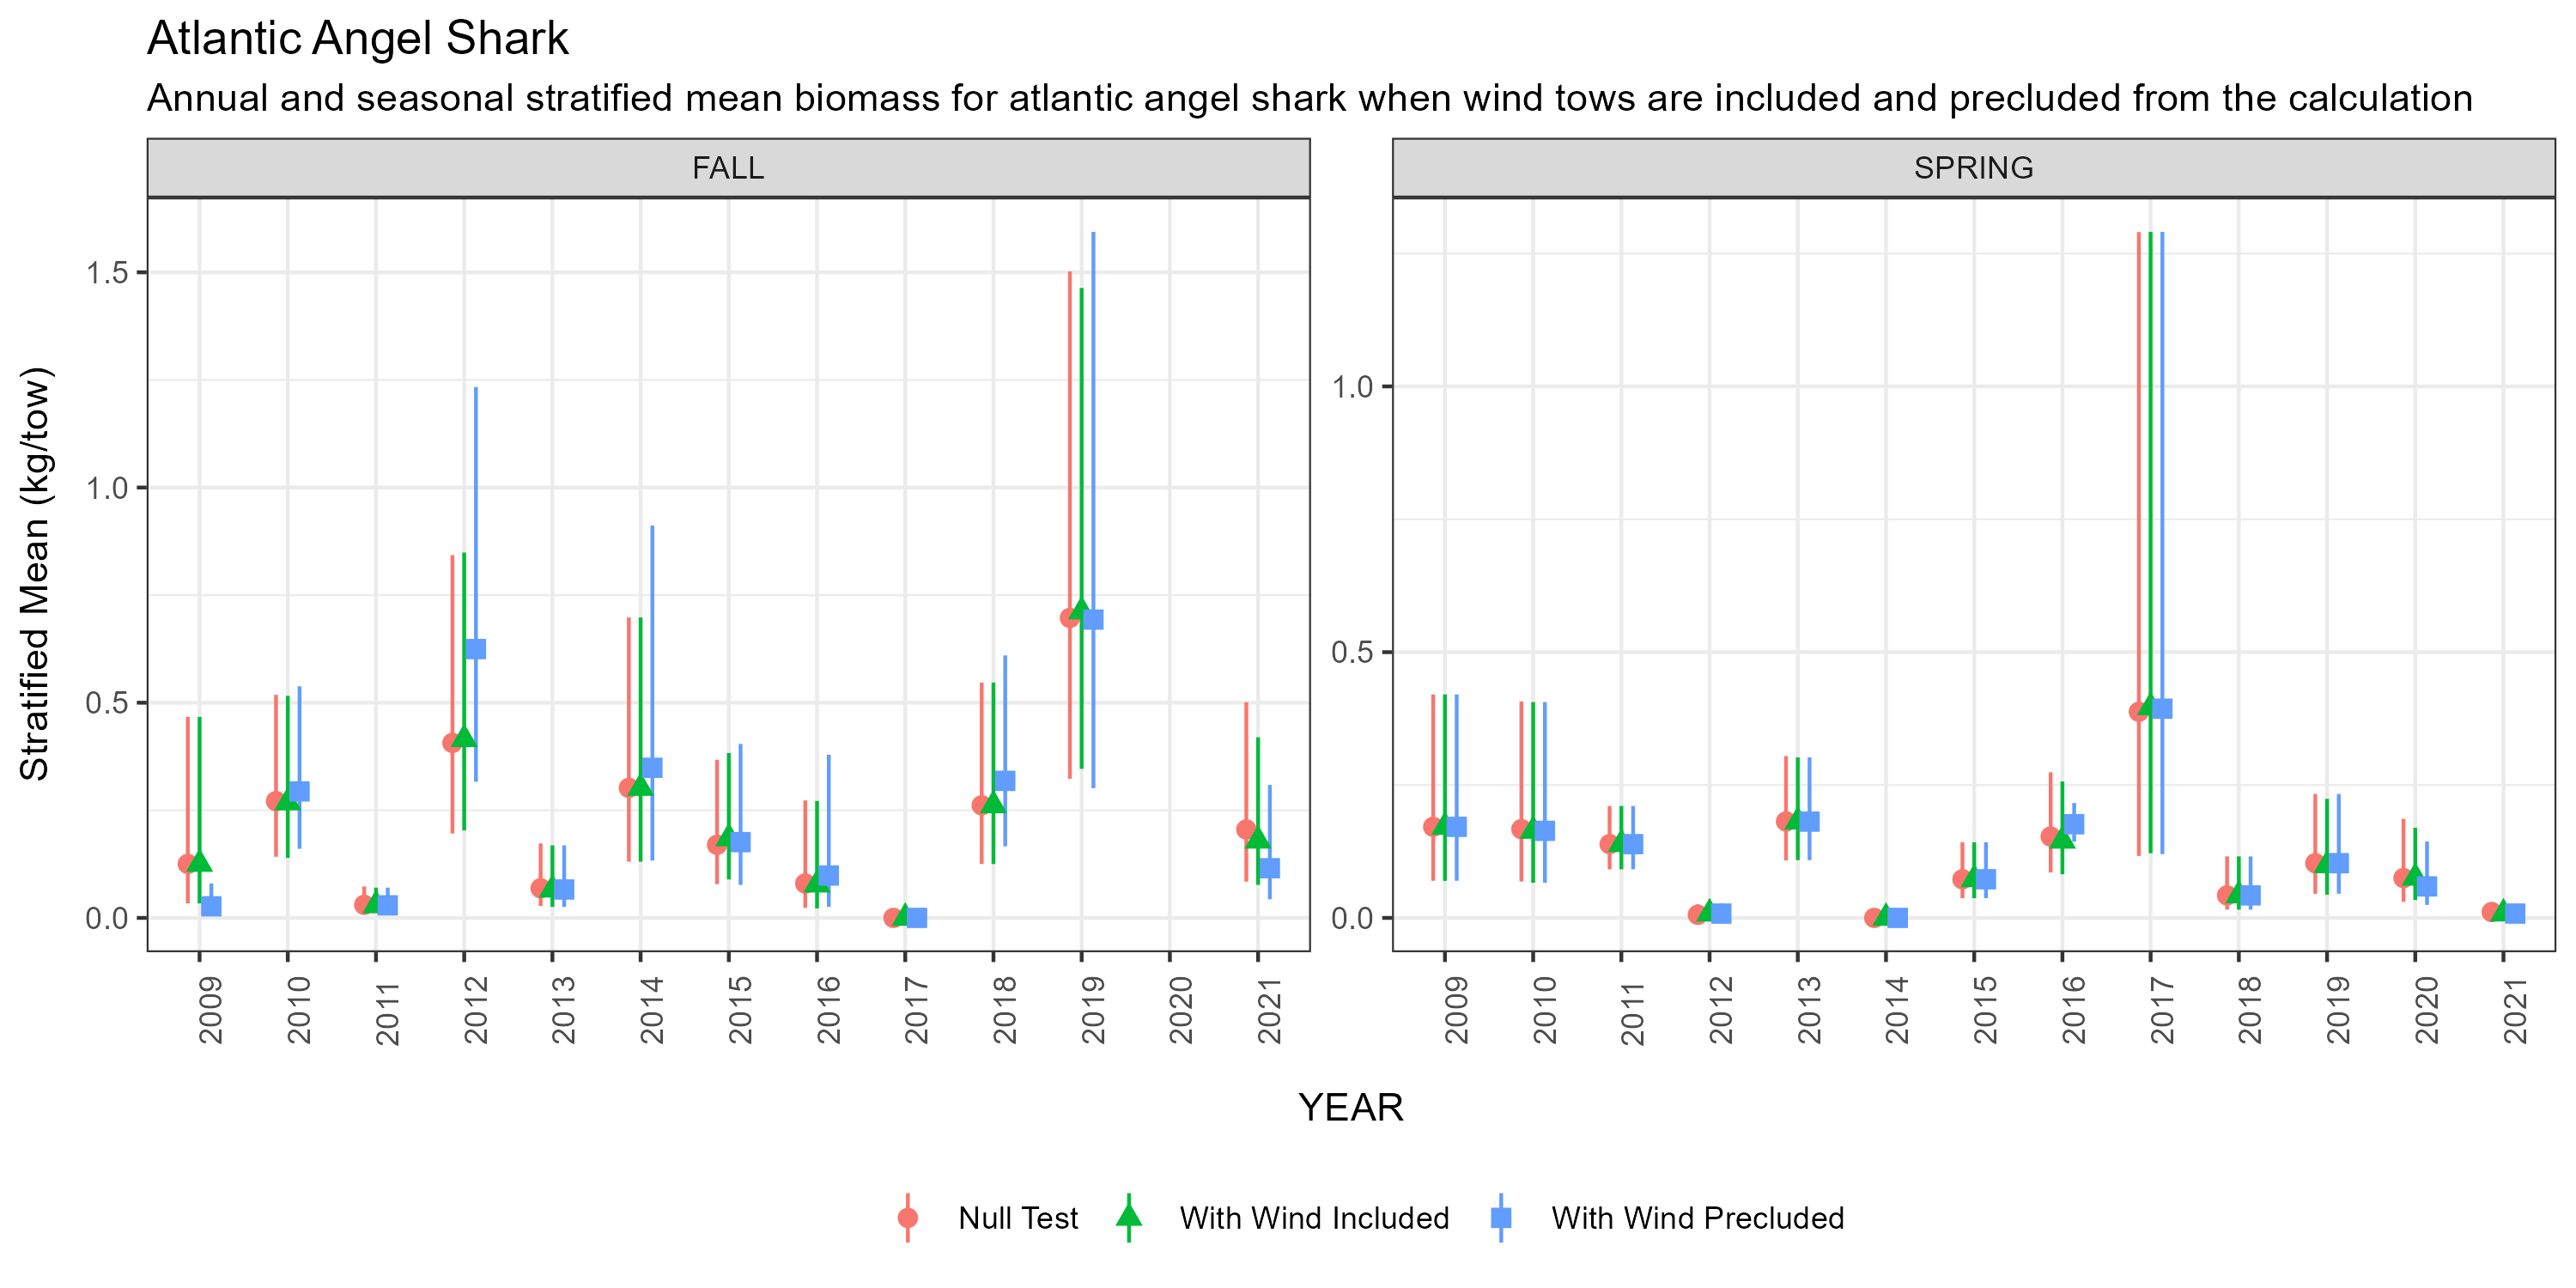 Atlantic Angel Shark
Annual and seasonal stratified mean biomass for atlantic angel shark when wind tows are included and precluded from the calculation
FALL
SPRING
Stratified Mean (kg/tow)
1.5
1.0
0.5
0.0
1.0
0.5
0.0
2009 2010 2011 2012 2013 2014 2015 2016 2017 2018 2019 2020 2021
2009 2010 2011 2012 2013 2014 2015 2016 2017 2018 2019 2020 2021
YEAR
Null Test With Wind Included With Wind Precluded